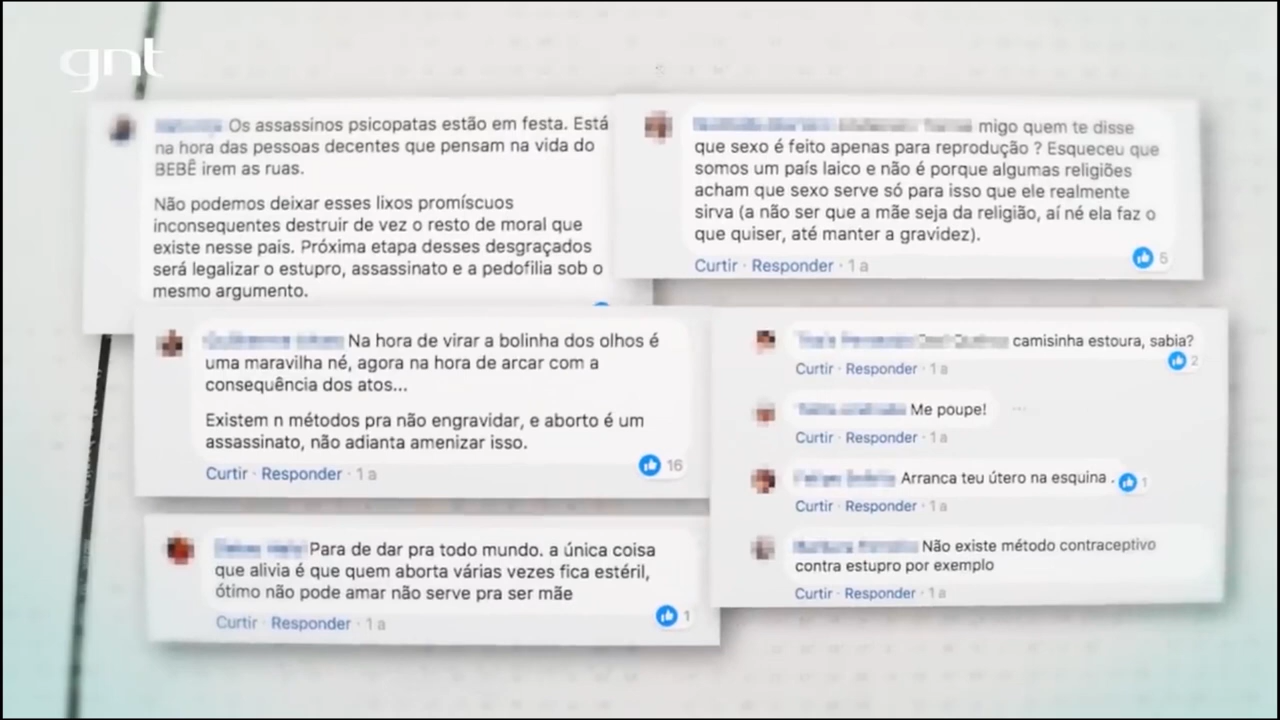 gnt
Os assassinos psicopatas estão em festa. Está
na hora das pessoas decentes que pensam na vida do
BEBÊ irem as ruas.
Não podemos deixar esses lixos promíscuos
inconsequentes destruir de vez o resto de moral que
existe nesse pais. Próxima etapa desses desgraçados
será legalizar o estupro, assassinato e a pedofilia sob o
mesmo argumento.
migo quem te disse
que sexo é feito apenas para reprodução ? Esqueceu que
somos um país laico e não é porque algumas religiões
acham que sexo serve só para isso que ele realmente
sirva (a não ser que a mãe seja da religião, aí né ela faz o
que quiser, até manter a gravidez).
Curtir · Responder · 1 a
5
Na hora de virar a bolinha dos olhos é
uma maravilha né, agora na hora de arcar com a
consequência dos atos...
Existem n métodos pra não engravidar, e aborto é um
assassinato, não adianta amenizar isso.
Curtir · Responder · 1 a
16
camisinha estoura, sabia?
Curtir · Responder · 1 a
2
Me poupe!
Curtir · Responder · 1 a
Arranca teu útero na esquina .
1
Curtir · Responder · 1 a
Não existe método contraceptivo
contra estupro por exemplo
Curtir · Responder · 1 a
Para de dar pra todo mundo. a única coisa
que alivia é que quem aborta várias vezes fica estéril,
ótimo não pode amar não serve pra ser mãe
Curtir · Responder · 1 a
1